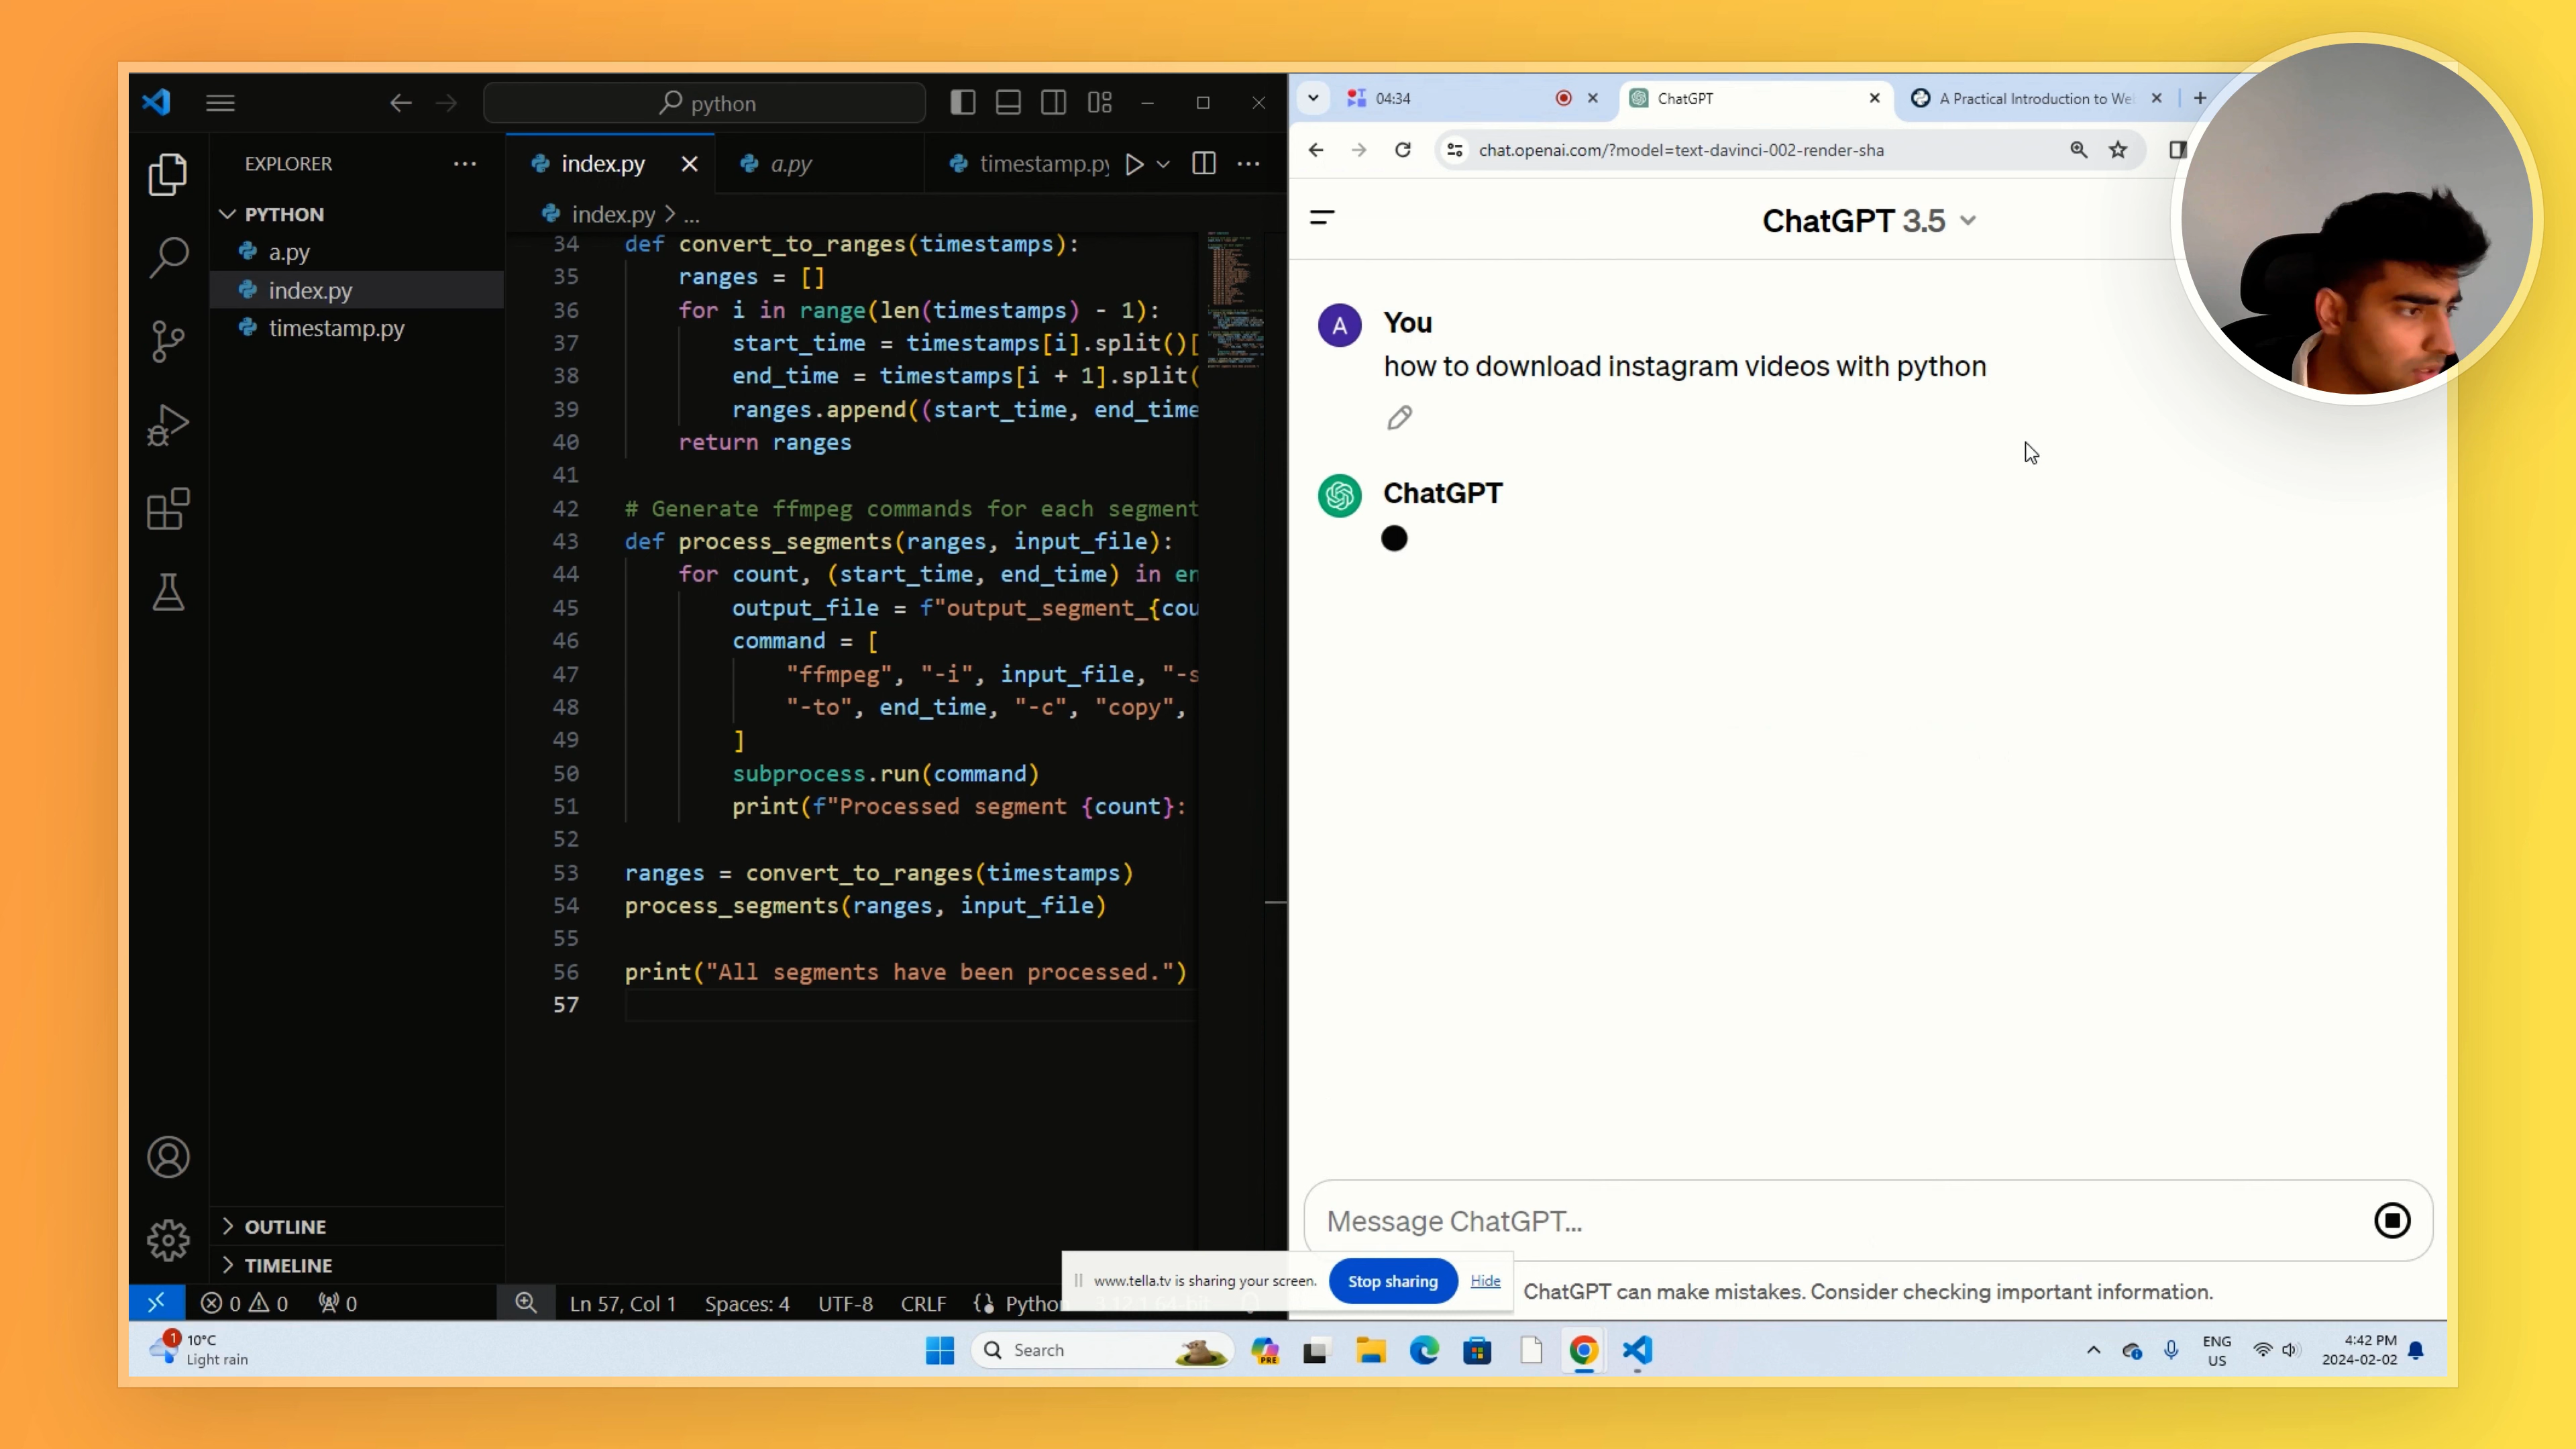 python
EXPLORER
PYTHON
a.py
index.py
timestamp.py
OUTLINE
TIMELINE
index.py
a.py
timestamp.py
index.py > ...
34 def convert_to_ranges(timestamps):
35 ranges = []
36 for i in range(len(timestamps) - 1):
37 start_time = timestamps[i].split()[
38 end_time = timestamps[i + 1].split(
39 ranges.append((start_time, end_time
40 return ranges
41
42 # Generate ffmpeg commands for each segment
43 def process_segments(ranges, input_file):
44 for count, (start_time, end_time) in en
45 output_file = f"output_segment_{cou
46 command = [
47 "ffmpeg", "-i", input_file, "-s
48 "-to", end_time, "-c", "copy",
49 ]
50 subprocess.run(command)
51 print(f"Processed segment {count}:
52
53 ranges = convert_to_ranges(timestamps)
54 process_segments(ranges, input_file)
55
56 print("All segments have been processed.")
57
0 0 0
Ln 57, Col 1 Spaces: 4 UTF-8 CRLF Python
04:34
ChatGPT
A Practical Introduction to We
chat.openai.com/?model=text-davinci-002-render-sha
ChatGPT 3.5
A
You
how to download instagram videos with python
ChatGPT
Message ChatGPT...
www.tella.tv is sharing your screen.
Stop sharing
Hide
ChatGPT can make mistakes. Consider checking important information.
1
10°C
Light rain
Search
PRE
ENG
US
4:42 PM
2024-02-02